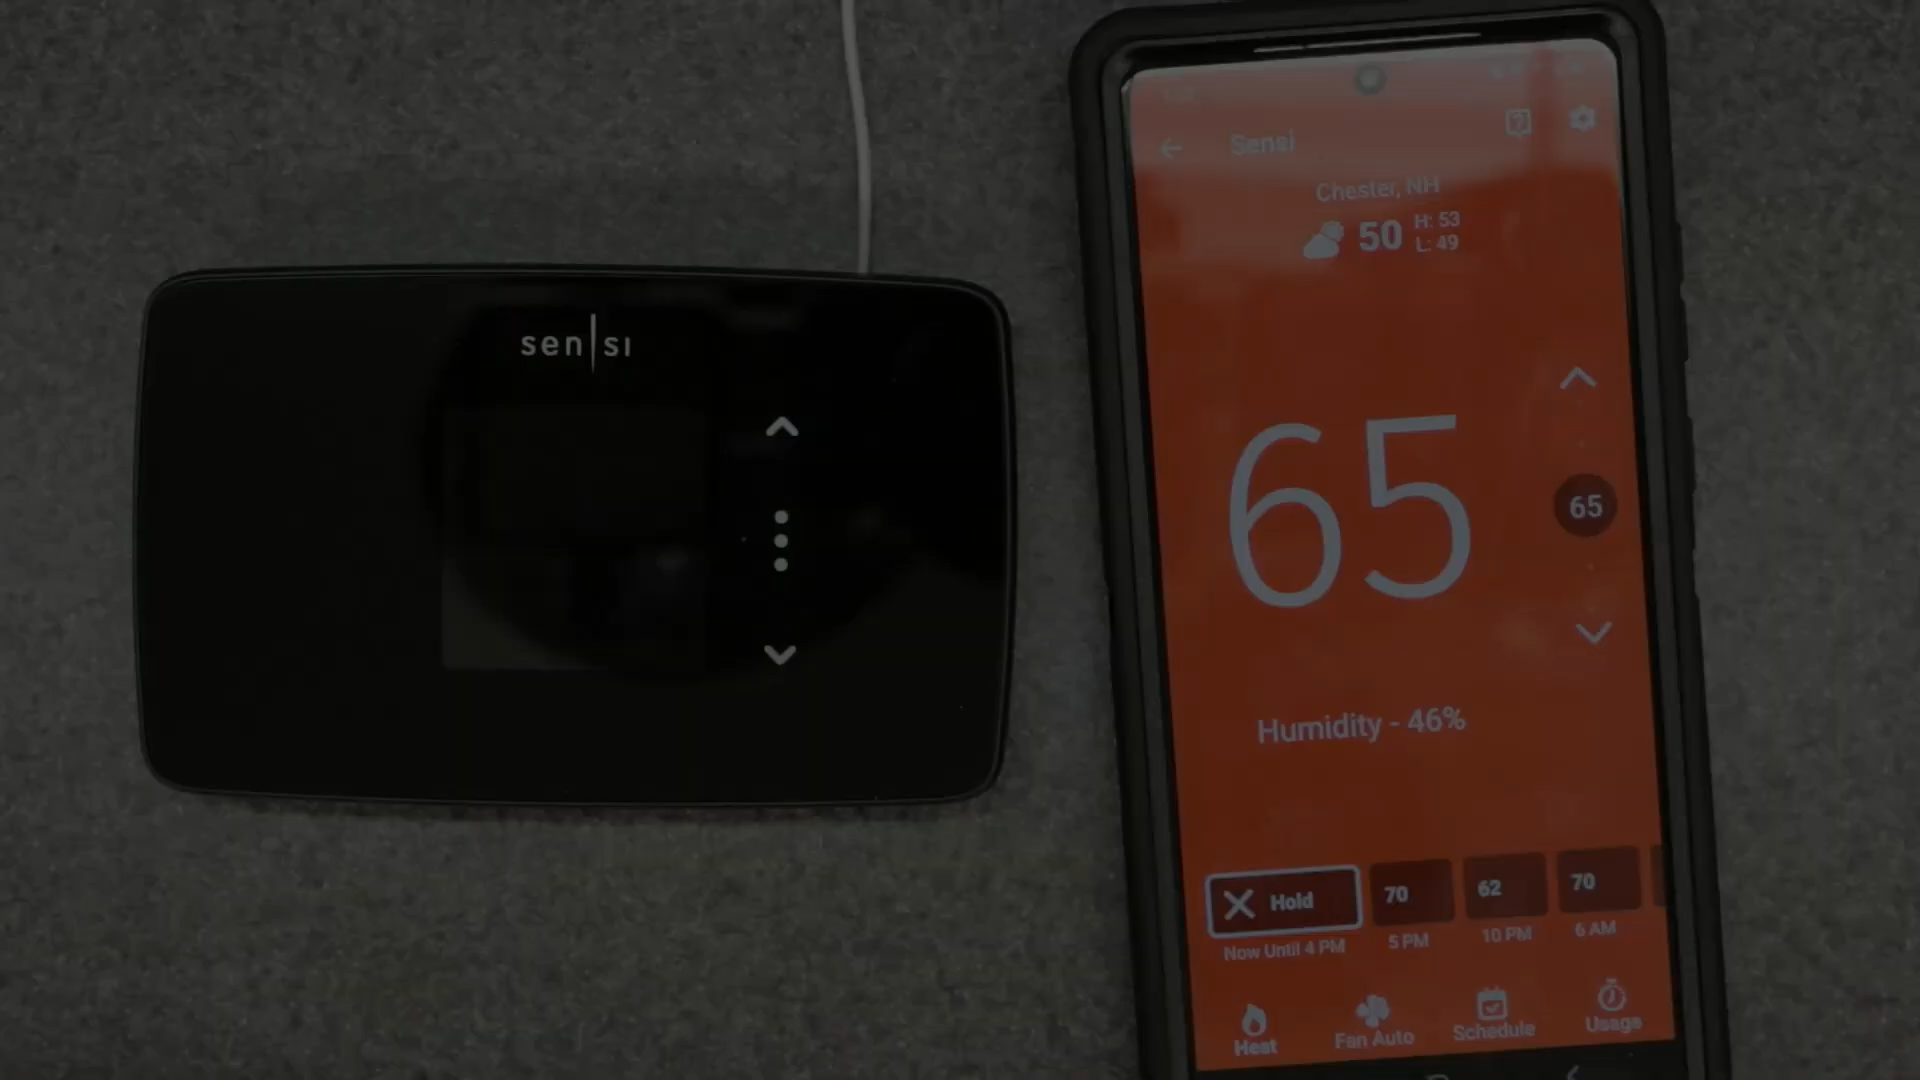 sensi
Sensi
Chester, NH
50
H: 53
L: 49
65
65
Humidity - 46%
Hold
70
62
70
Now Until 4 PM
5 PM
10 PM
6 AM
Heat
Fan Auto
Schedule
Usage